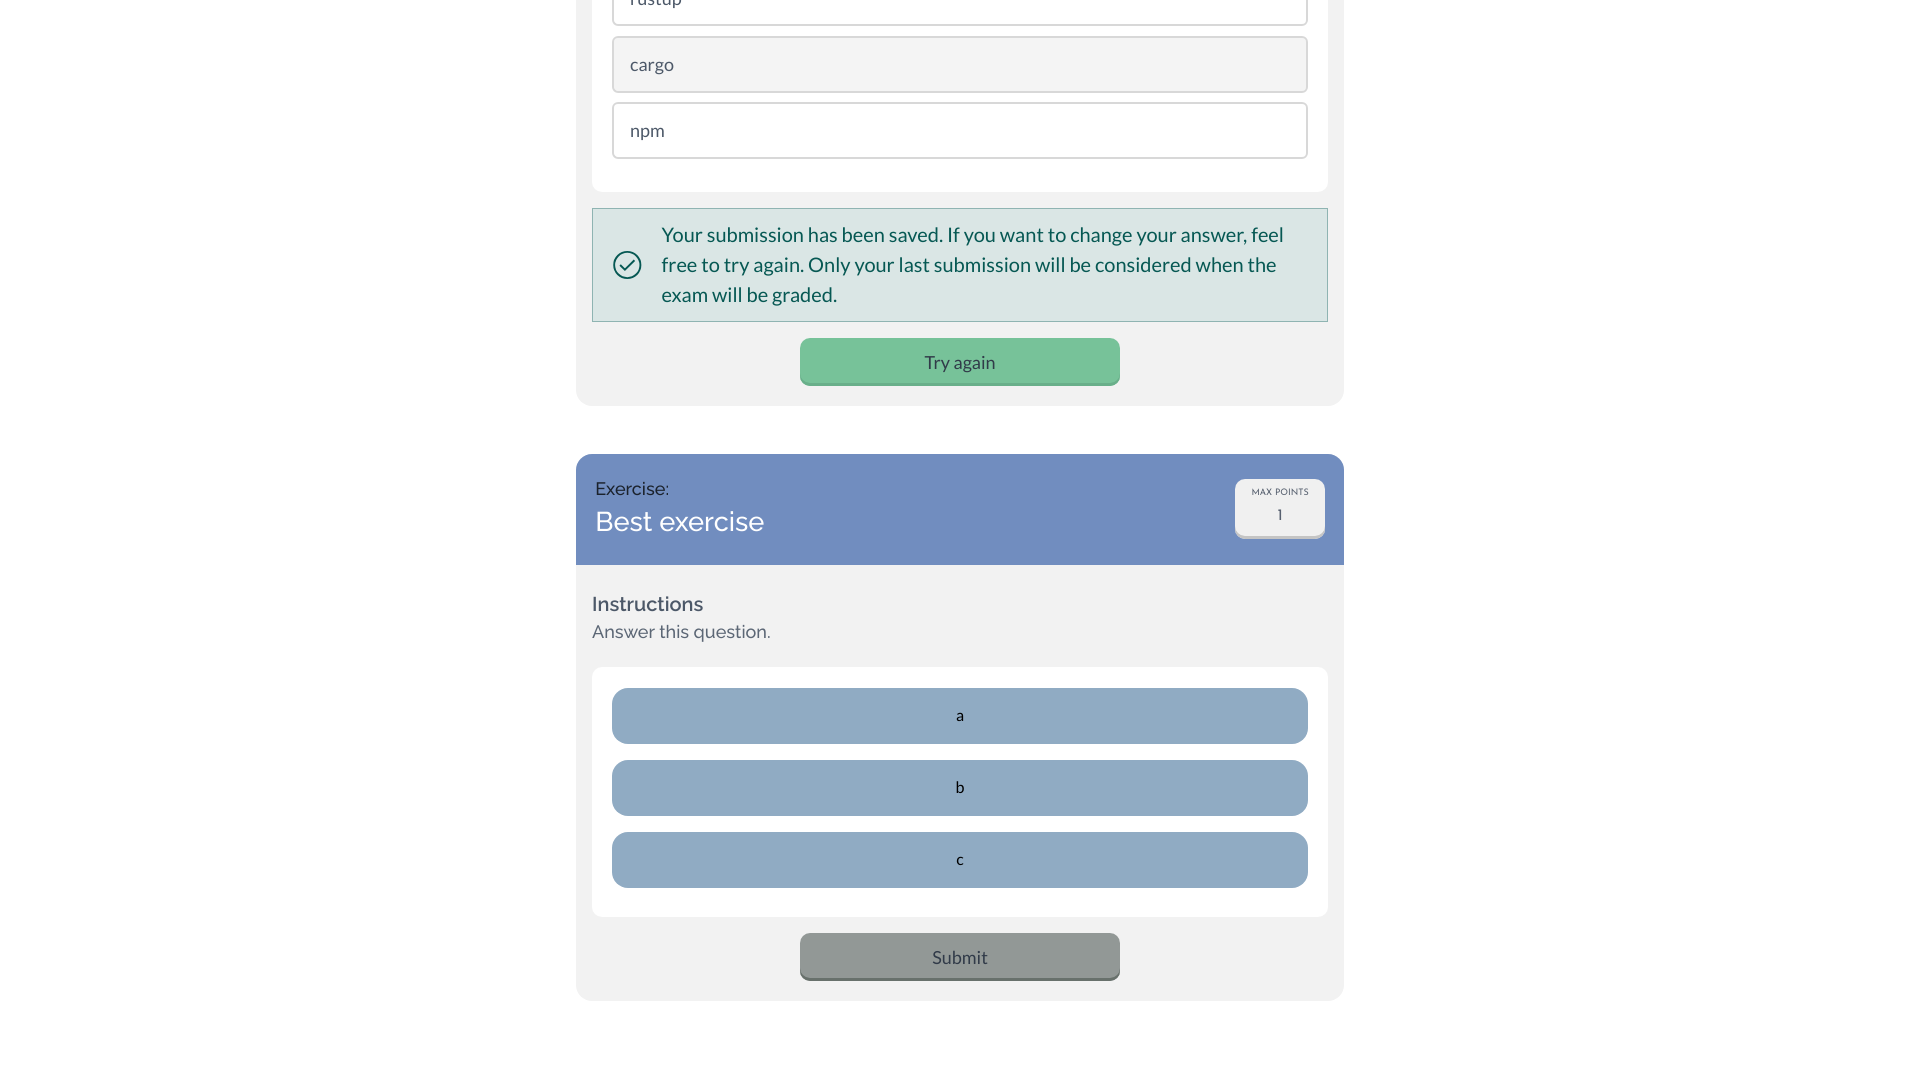 rustup
cargo
npm
Your submission has been saved. If you want to change your answer, feel
free to try again. Only your last submission will be considered when the
exam will be graded.
Try again
Exercise:
Best exercise
MAX POINTS
1
Instructions
Answer this question.
a
b
c
Submit